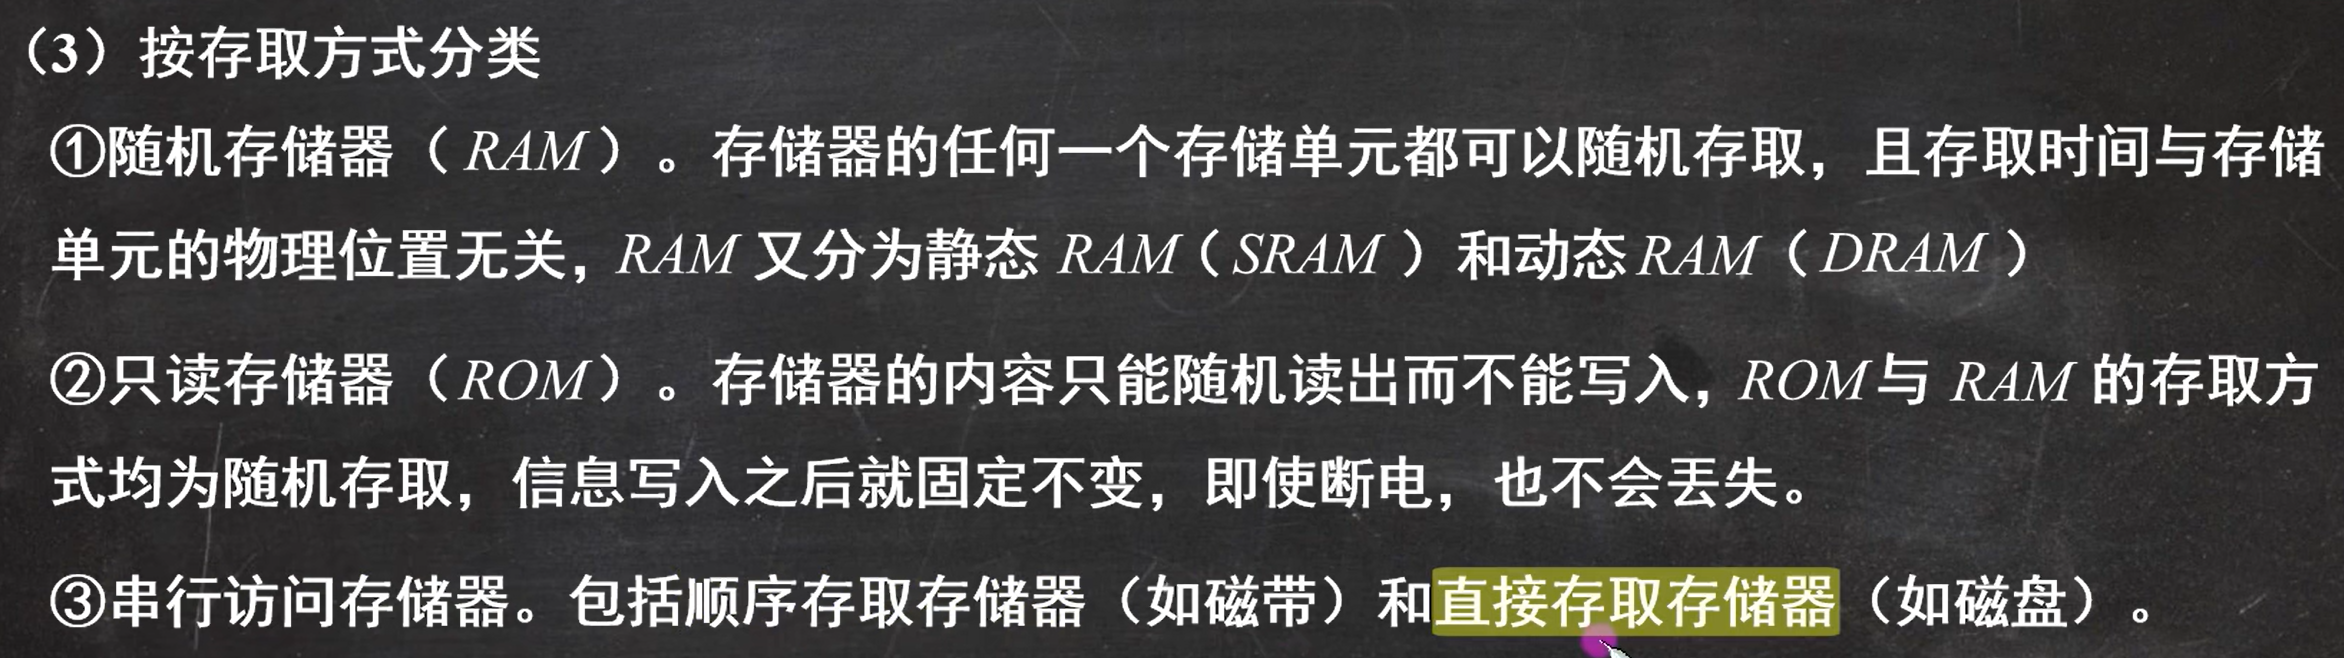 （3）按存取方式分类
①随机存储器（RAM）。存储器的任何一个存储单元都可以随机存取，且存取时间与存储
单元的物理位置无关，RAM 又分为静态 RAM（SRAM）和动态RAM（DRAM）
②只读存储器（ROM）。存储器的内容只能随机读出而不能写入，ROM与 RAM 的存取方
式均为随机存取，信息写入之后就固定不变，即使断电，也不会丢失。
③串行访问存储器。包括顺序存取存储器（如磁带）和直接存取存储器（如磁盘）。